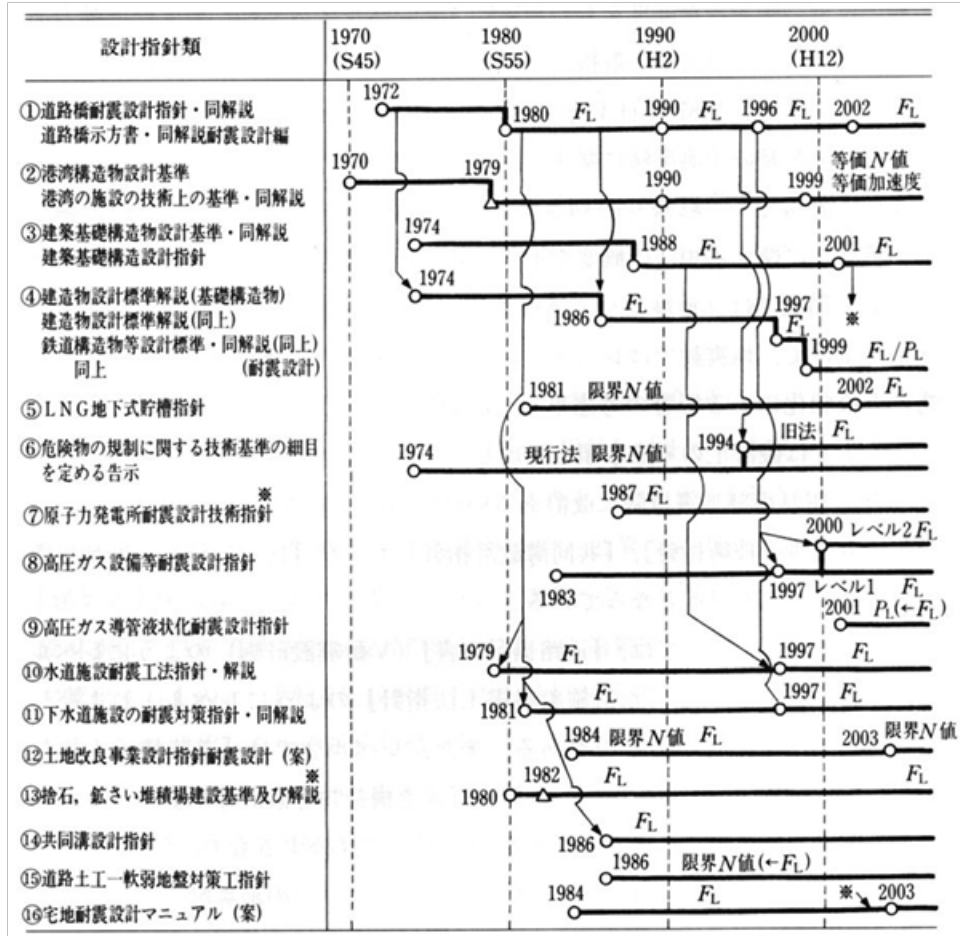 設計指針類
1970
(S45)
1980
(S55)
1990
(H2)
2000
(H12)
①道路橋耐震設計指針・同解説
道路橋示方書・同解説耐震設計編
1972
1980
FL
1990
FL
1996
FL
2002
FL
②港湾構造物設計基準
港湾の施設の技術上の基準・同解説
1970
1979
1990
1999
等価N値
等価加速度
③建築基礎構造物設計基準・同解説
建築基礎構造設計指針
1974
1988
FL
2001
FL
※
④建造物設計標準解説(基礎構造物)
建造物設計標準解説(同上)
鉄道構造物等設計標準・同解説(同上)
同上 (耐震設計)
1974
1986
FL
1997
FL
1999
FL/PL
⑤LNG地下式貯槽指針
1981 限界N値
2002 FL
⑥危険物の規制に関する技術基準の細目
を定める告示
1974
現行法 限界N値
1994
旧法 FL
※
⑦原子力発電所耐震設計技術指針
1987 FL
⑧高圧ガス設備等耐震設計指針
1983
1997
レベル1 FL
2000 レベル2 FL
⑨高圧ガス導管液状化耐震設計指針
2001 PL(←FL)
⑩水道施設耐震工法指針・解説
1979
FL
1997
FL
⑪下水道施設の耐震対策指針・同解説
1981
FL
1997
FL
⑫土地改良事業設計指針耐震設計(案)
1984 限界N値
FL
2003 限界N値
※
⑬捨石，鉱さい堆積場建設基準及び解説
1980
1982
FL
FL
⑭共同溝設計指針
1986
FL
⑮道路土工ー軟弱地盤対策工指針
1986 限界N値(←FL)
⑯宅地耐震設計マニュアル(案)
1984
FL
※
2003